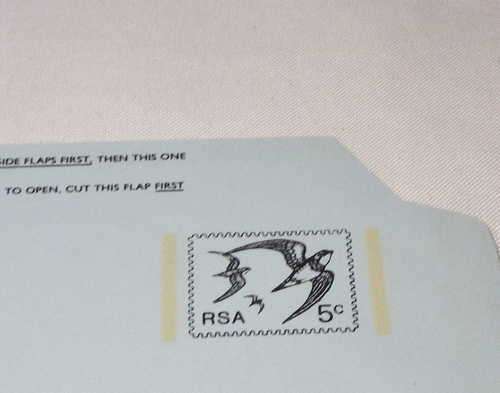 SIDE FLAPS FIRST, THEN THIS ONE
TO OPEN, CUT THIS FLAP FIRST
RSA 5c